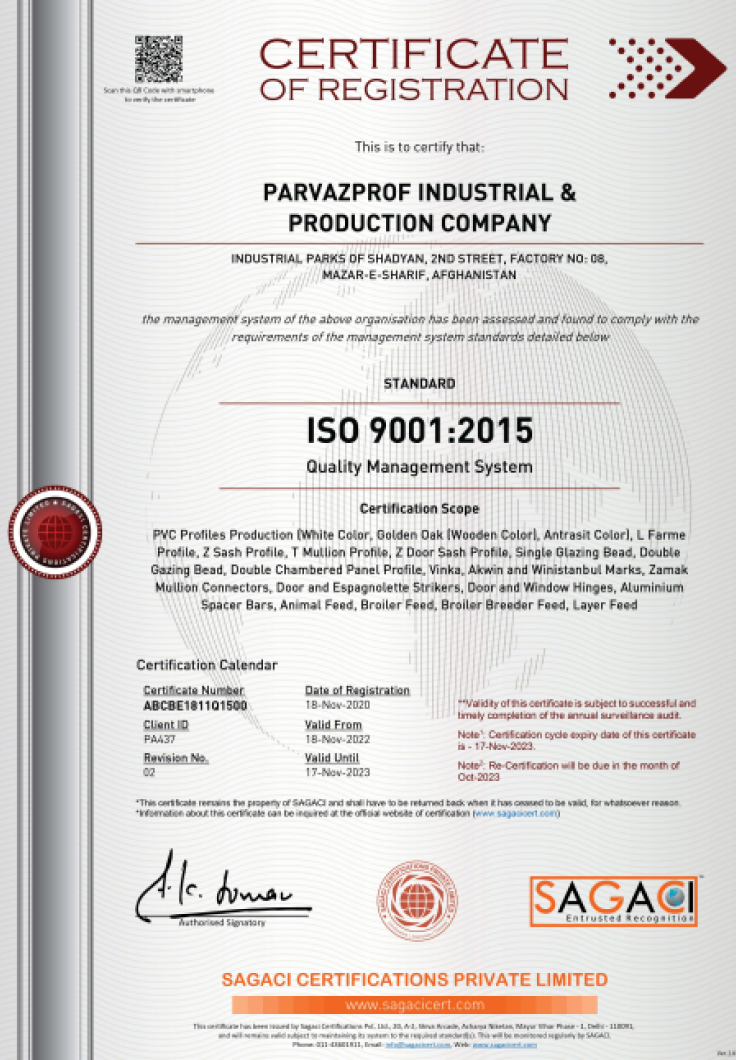 CERTIFICATE
OF REGISTRATION
Scan this QR Code with smartphone
to verify the certificate
This is to certify that:
PARVAZPROF INDUSTRIAL &
PRODUCTION COMPANY
INDUSTRIAL PARKS OF SHADYAN, 2ND STREET, FACTORY NO: 08,
MAZAR-E-SHARIF, AFGHANISTAN
the management system of the above organisation has been assessed and found to comply with the
requirements of the management system standards detailed below
STANDARD
ISO 9001:2015
Quality Management System
Certification Scope
PVC Profiles Production (White Color, Golden Oak (Wooden Color), Antrasit Color), L Farme
Profile, Z Sash Profile, T Mullion Profile, Z Door Sash Profile, Single Glazing Bead, Double
Gazing Bead, Double Chambered Panel Profile, Vinka, Akwin and Winistanbul Marks, Zamak
Mullion Connectors, Door and Espagnolette Strikers, Door and Window Hinges, Aluminium
Spacer Bars, Animal Feed, Broiler Feed, Broiler Breeder Feed, Layer Feed
Certification Calendar
Certificate Number
ABCBE1811Q1500
Client ID
PA437
Revision No.
02
Date of Registration
18-Nov-2020
Valid From
18-Nov-2022
Valid Until
17-Nov-2023
**Validity of this certificate is subject to successful and
timely completion of the annual surveillance audit.
Note1: Certification cycle expiry date of this certificate
is - 17-Nov-2023.
Note2: Re-Certification will be due in the month of
Oct-2023
*This certificate remains the property of SAGACI and shall have to be returned back when it has ceased to be valid, for whatsoever reason.
*Information about this certificate can be inquired at the official website of certification (www.sagacicert.com)
Authorised Signatory
SAGACI
Entrusted Recognition
SAGACI CERTIFICATIONS PRIVATE LIMITED
www.sagacicert.com
This certificate has been issued by Sagaci Certifications Pvt. Ltd., 20, A-2, Arcade, Acharya Niketan, Mayur Vihar Phase - 1, Delhi - 110091,
and will remains valid subject to maintaining its system to the required standard(s). This will be monitored regularly by SAGACI.
Phone: 011-43601911, Email: info@sagacicert.com, Web: www.sagacicert.com